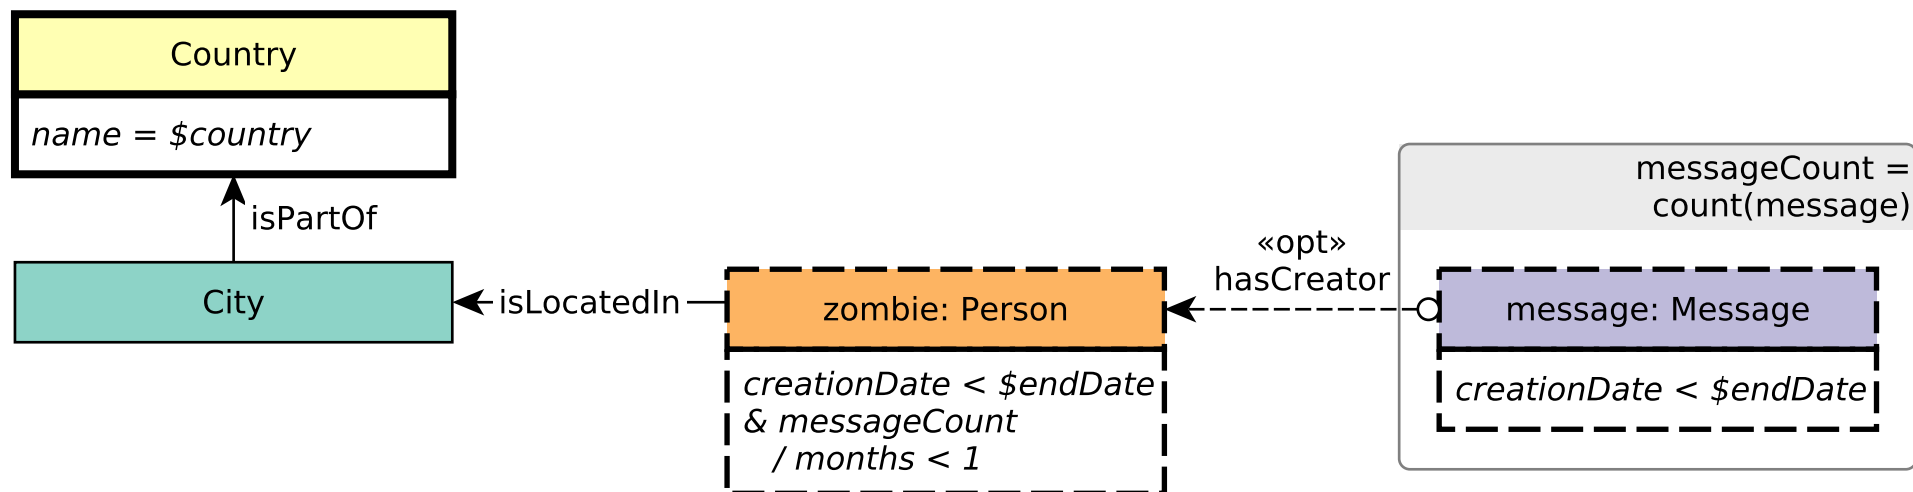 Country
name = $country
isPartOf
City
isLocatedIn
zombie: Person
creationDate < $endDate
& messageCount
/ months < 1
«opt»
hasCreator
messageCount =
count(message)
message: Message
creationDate < $endDate